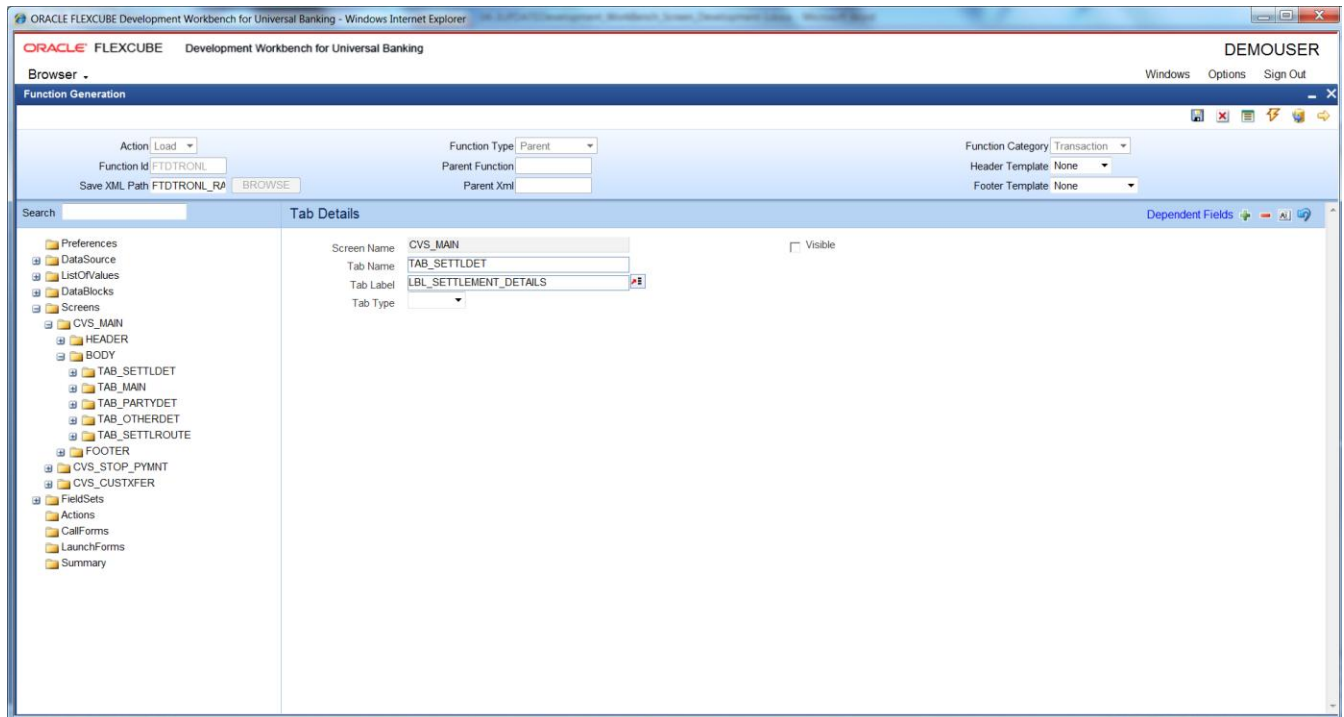 ORACLE FLEXCUBE Development Workbench for Universal Banking - Windows Internet Explorer
ORACLE FLEXCUBE Development Workbench for Universal Banking DEMOUSER
Browser Windows Options Sign Out
Function Generation
Action Load Function Type Parent Function Category Transaction
Function Id FTDTRONL Parent Function Header Template None
Save XML Path FTDTRONL_RA BROWSE Parent Xml Footer Template None
Search Tab Details Dependent Fields
Preferences
DataSource
ListOfValues
DataBlocks
Screens
CVS_MAIN
HEADER
BODY
TAB_SETTLDET
TAB_MAIN
TAB_PARTYDET
TAB_OTHERDET
TAB_SETTLROUTE
FOOTER
CVS_STOP_PYMNT
CVS_CUSTXFER
FieldSets
Actions
CallForms
LaunchForms
Summary
Screen Name CVS_MAIN Visible
Tab Name TAB_SETTLDET
Tab Label LBL_SETTLEMENT_DETAILS
Tab Type